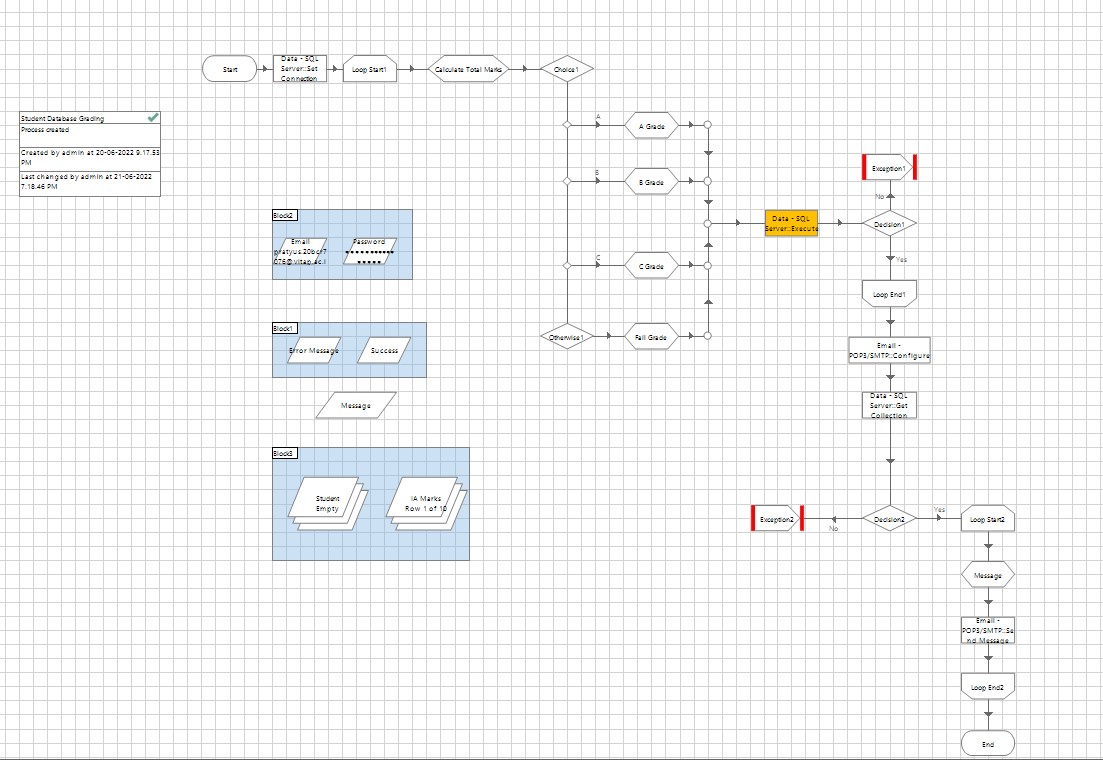 Start
Data - SQL
Server::Set
Connection
Loop Start1
Calculate Total Marks
Choice1
Student Database Grading
Process created
Created by admin at 20-06-2022 9.17.53
PM
Last changed by admin at 21-06-2022
7.18.46 PM
A
A Grade
B
B Grade
C
C Grade
Otherwise1
Fail Grade
Data - SQL
Server::Execute
Exception1
No
Decision1
Yes
Loop End1
Email -
POP3/SMTP::Configure
Data - SQL
Server::Get
Collection
Block2
Email
Password
Block1
Error Message
Success
Message
Block3
Student
Empty
IA Marks
Row 1 of 10
Exception2
No
Decision2
Yes
Loop Start2
Message
Email -
POP3/SMTP::Se
nd Message
Loop End2
End